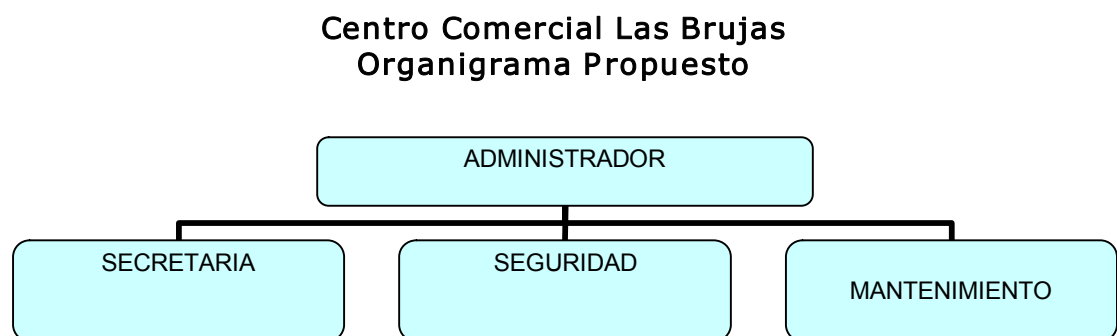 Centro Comercial Las Brujas
Organigrama Propuesto
ADMINISTRADOR
SECRETARIA
SEGURIDAD
MANTENIMIENTO